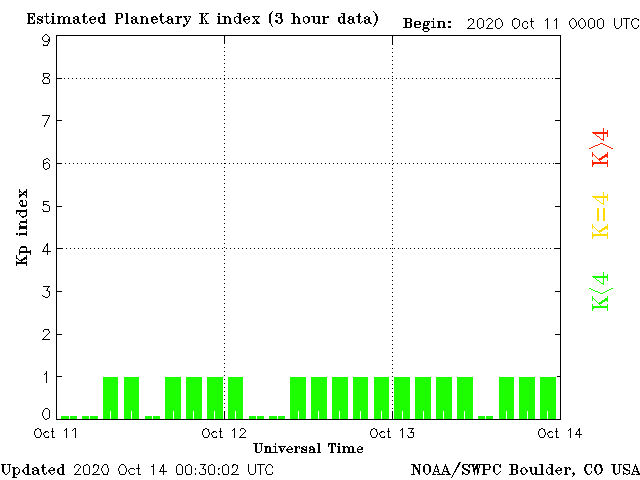 Estimated Planetary K index (3 hour data)
Begin: 2020 Oct 11 0000 UTC
9
8
7
6
5
4
3
2
1
0
Kp index
Oct 11
Oct 12
Oct 13
Oct 14
Universal Time
K>4
K=4
K<4
Updated 2020 Oct 14 00:30:02 UTC
NOAA/SWPC Boulder, CO USA